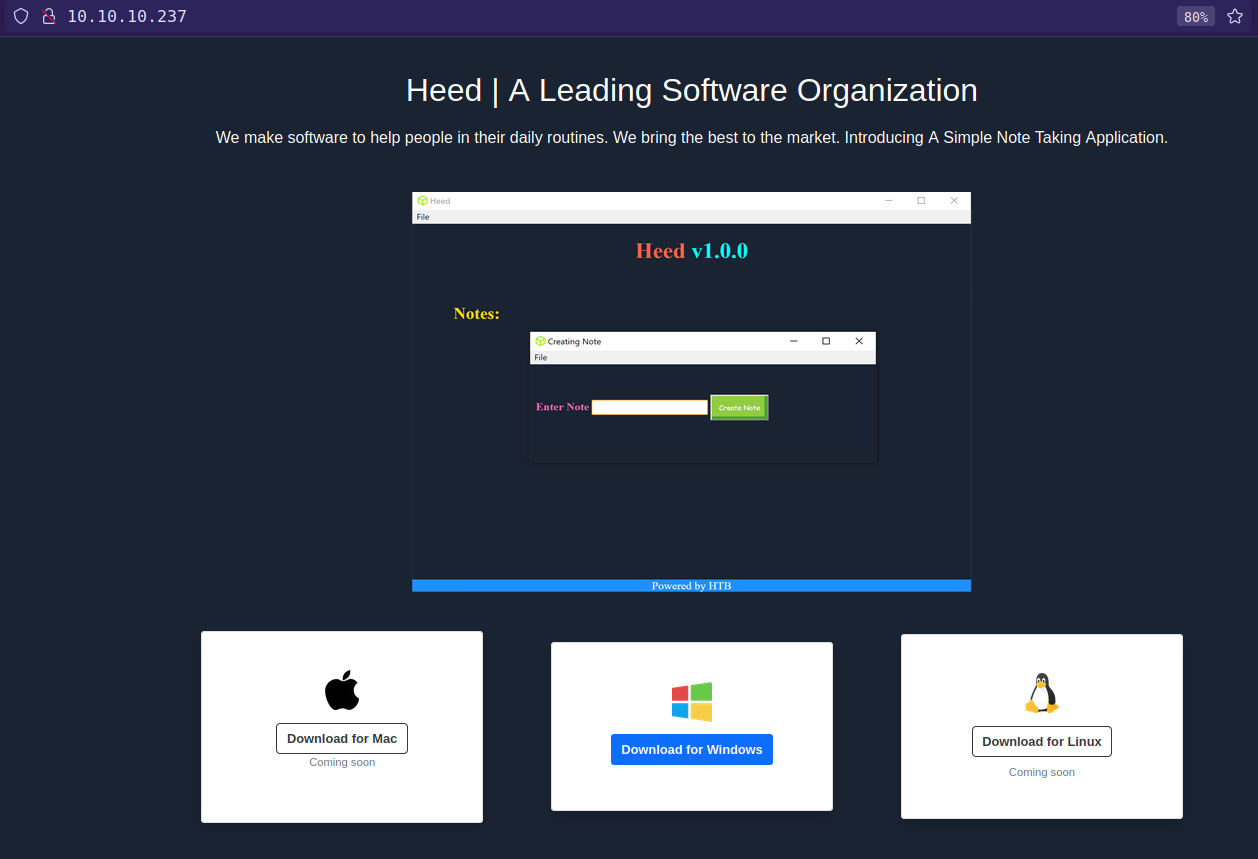 10.10.10.237
80%
Heed | A Leading Software Organization
We make software to help people in their daily routines. We bring the best to the market. Introducing A Simple Note Taking Application.
Heed
File
Heed v1.0.0
Notes:
Creating Note
File
Enter Note
Create Note
Powered by HTB
Download for Mac
Coming soon
Download for Windows
Download for Linux
Coming soon